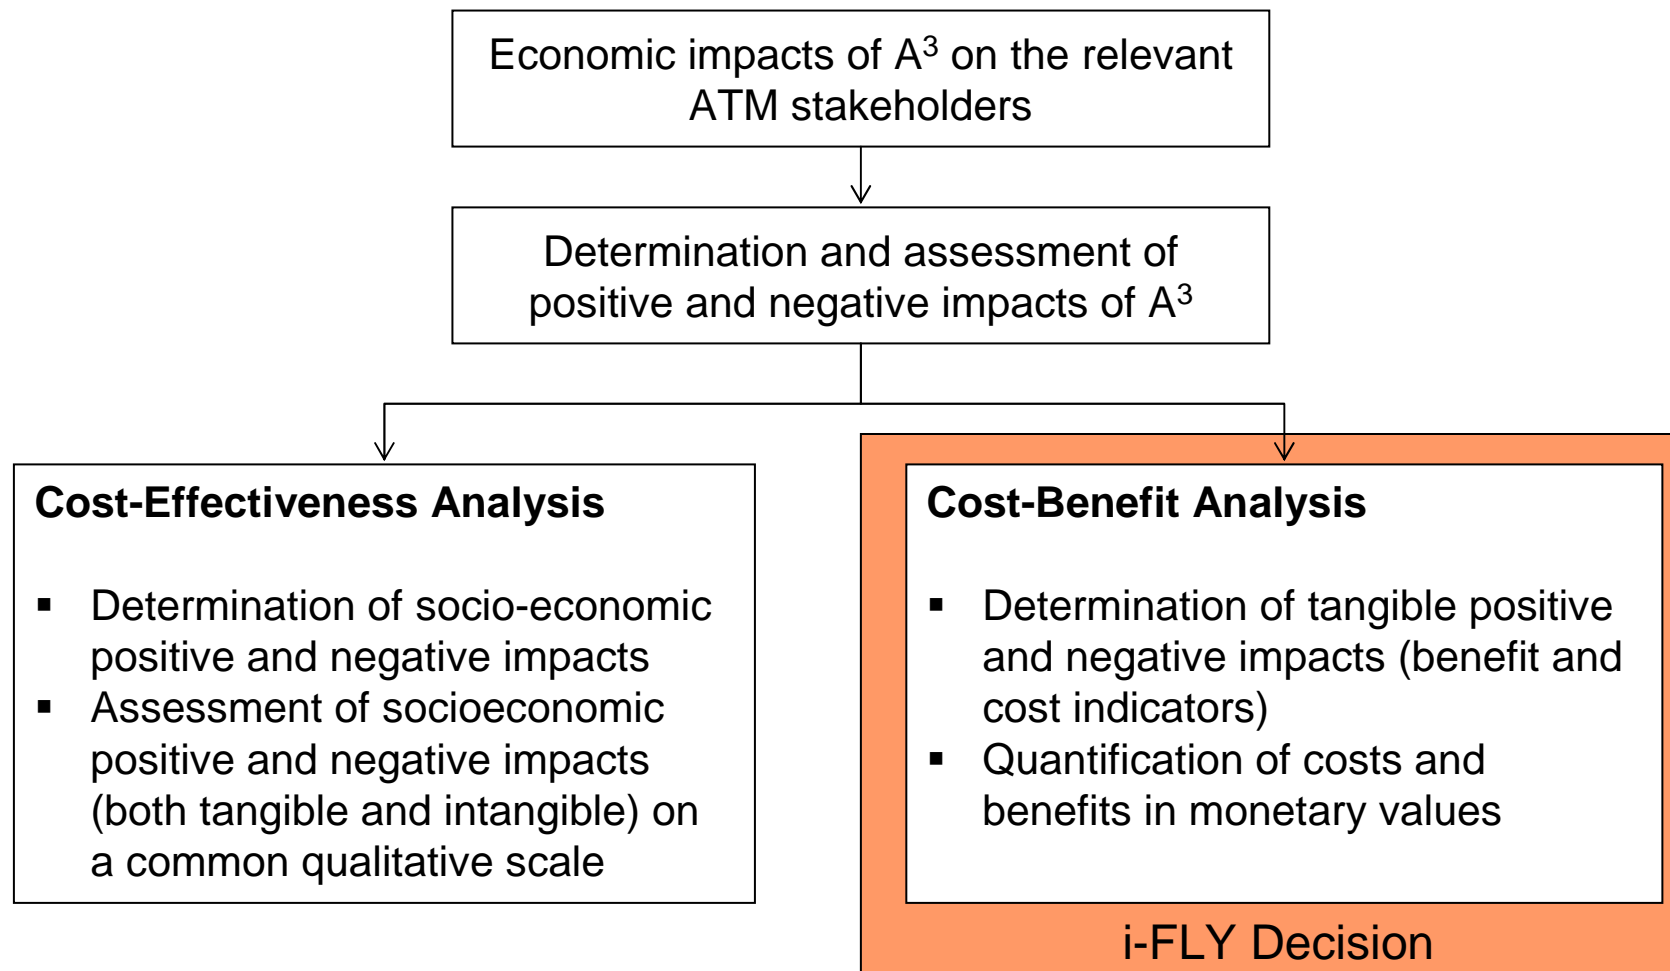 Economic impacts of A³ on the relevant
ATM stakeholders
Determination and assessment of
positive and negative impacts of A³
Cost-Effectiveness Analysis
▪ Determination of socio-economic
positive and negative impacts
▪ Assessment of socioeconomic
positive and negative impacts
(both tangible and intangible) on
a common qualitative scale
Cost-Benefit Analysis
▪ Determination of tangible positive
and negative impacts (benefit and
cost indicators)
▪ Quantification of costs and
benefits in monetary values
i-FLY Decision